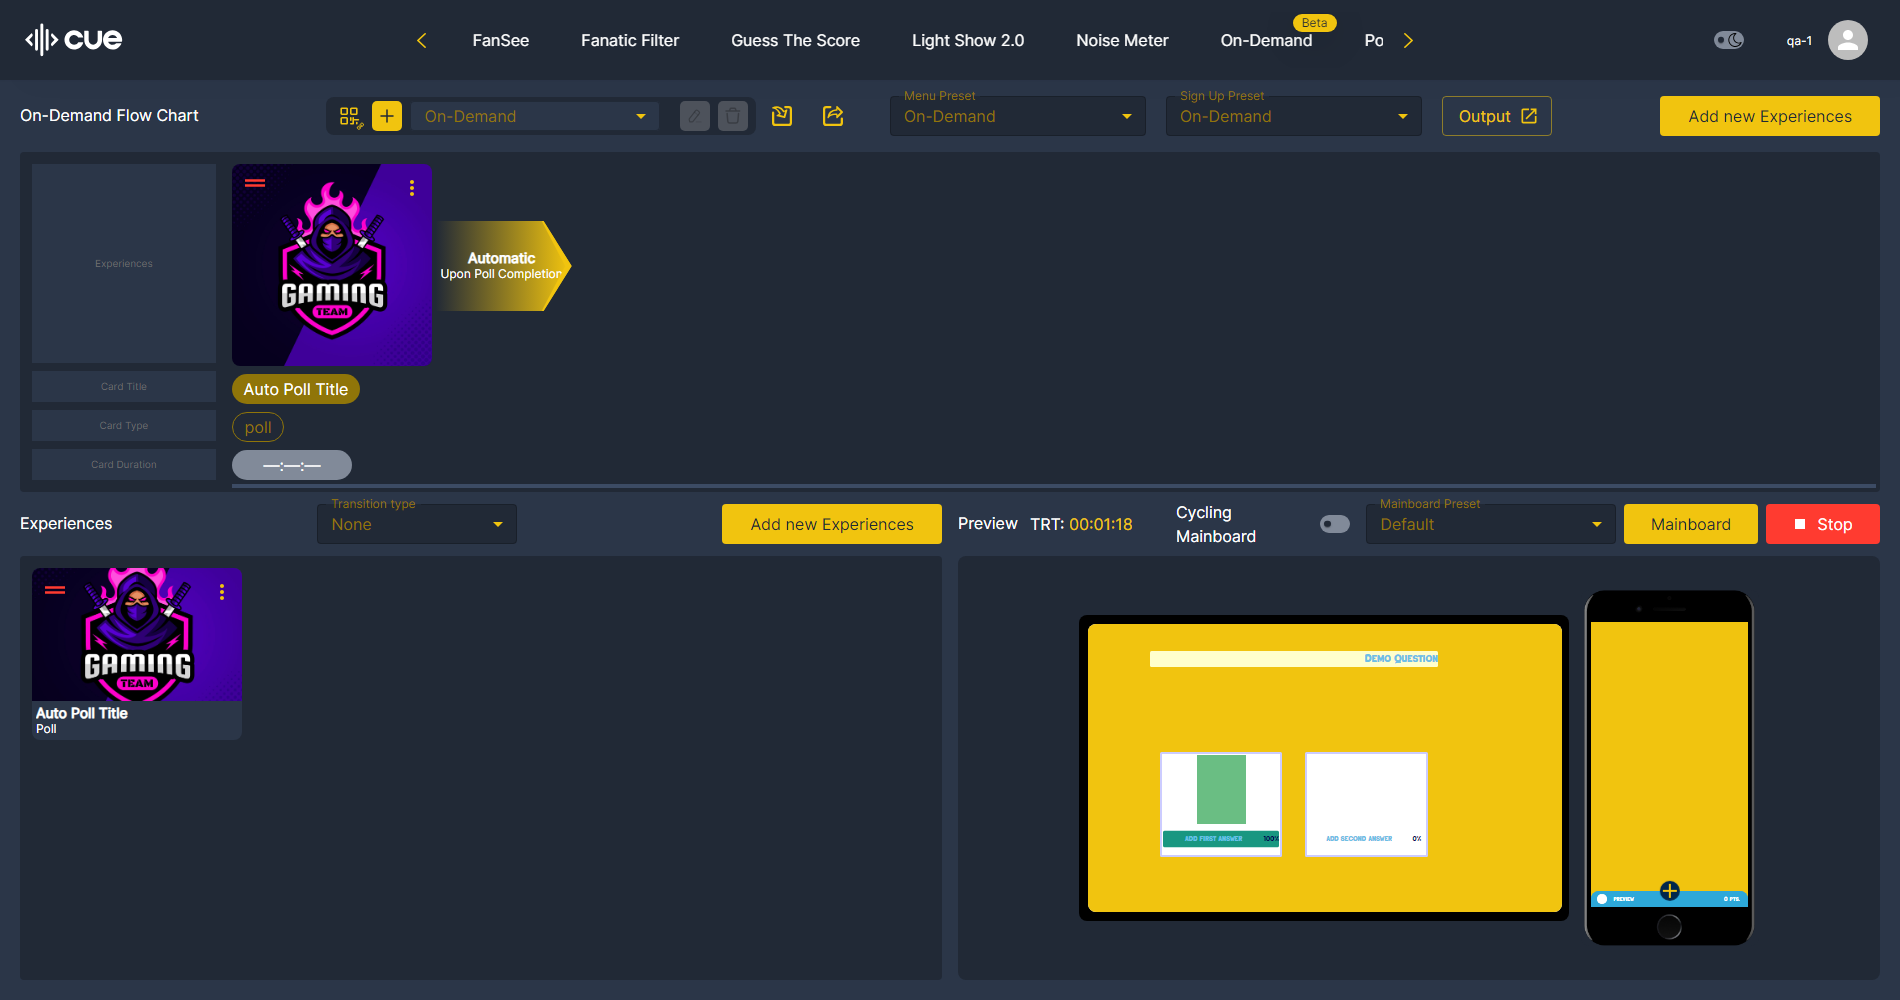 cue
FanSee
Fanatic Filter
Guess The Score
Light Show 2.0
Noise Meter
On-Demand
Beta
Po
qa-1
On-Demand Flow Chart
On-Demand
Menu Preset
On-Demand
Sign Up Preset
On-Demand
Output
Add new Experiences
Experiences
GAMING
TEAM
Automatic
Upon Poll Completion
Card Title
Auto Poll Title
Card Type
poll
Card Duration
—:—:—
Experiences
Transition type
None
Add new Experiences
Preview
TRT: 00:01:18
Cycling
Mainboard
Mainboard Preset
Default
Mainboard
Stop
GAMING
TEAM
Auto Poll Title
Poll
Demo Question
ADD FIRST ANSWER
100%
ADD SECOND ANSWER
0%
PREVIEW
0 PTS.